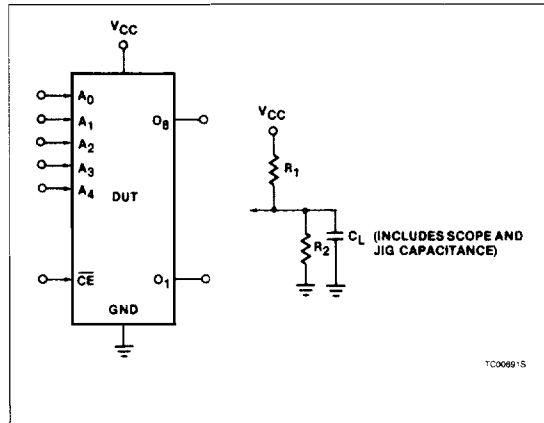 VCC
A0
A1
A2
A3
A4
O8
DUT
CE
O1
GND
VCC
R1
R2
CL (INCLUDES SCOPE AND
JIG CAPACITANCE)
TC00691S